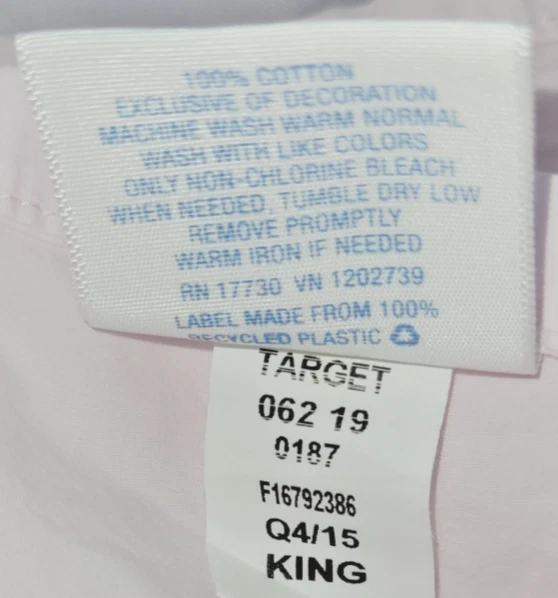 100% COTTON
EXCLUSIVE OF DECORATION
MACHINE WASH WARM NORMAL
WASH WITH LIKE COLORS
ONLY NON-CHLORINE BLEACH
WHEN NEEDED, TUMBLE DRY LOW
REMOVE PROMPTLY
WARM IRON IF NEEDED
RN 17730 VN 1202739
LABEL MADE FROM 100%
RECYCLED PLASTIC
TARGET
062 19
0187
F16792386
Q4/15
KING